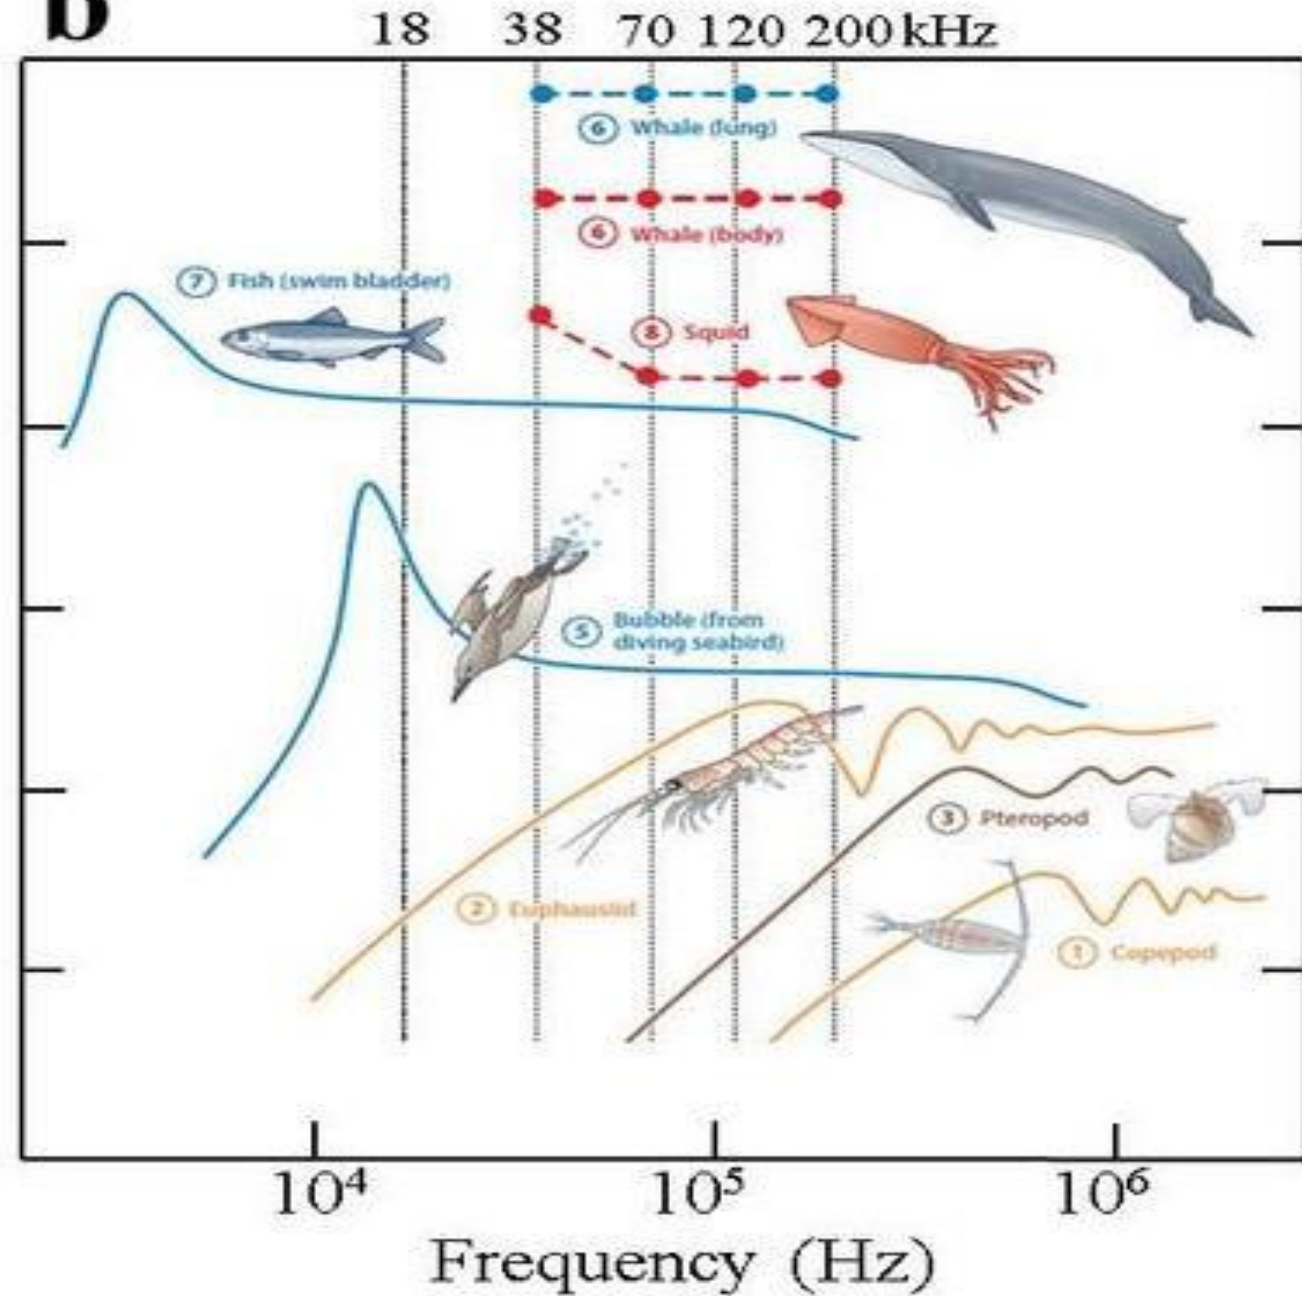 b
18 38 70 120 200 kHz
⑥ Whale (lung)
⑥ Whale (body)
⑦ Fish (swim bladder)
⑧ Squid
⑤ Bubble (from
diving seabird)
③ Pteropod
② Euphausiid
① Copepod
10⁴ 10⁵ 10⁶
Frequency (Hz)